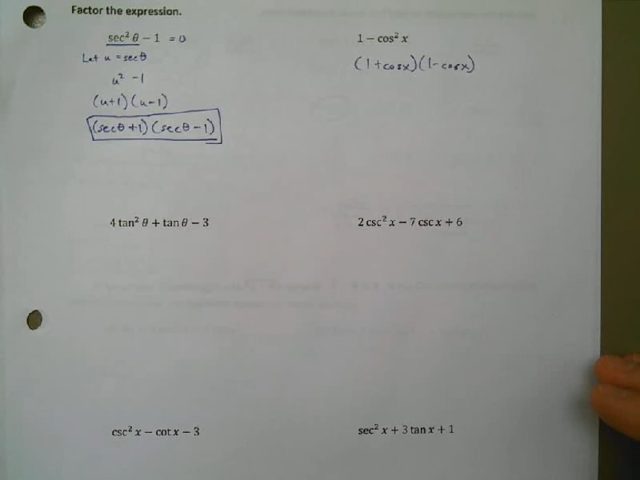 Factor the expression.
sec² θ − 1 = 0
Let u = secθ
u² − 1
(u+1)(u−1)
(secθ+1)(secθ−1)
1 − cos² x
(1+cosx)(1−cosx)
4 tan² θ + tan θ − 3
2 csc² x − 7 csc x + 6
csc² x − cot x − 3
sec² x + 3 tan x + 1